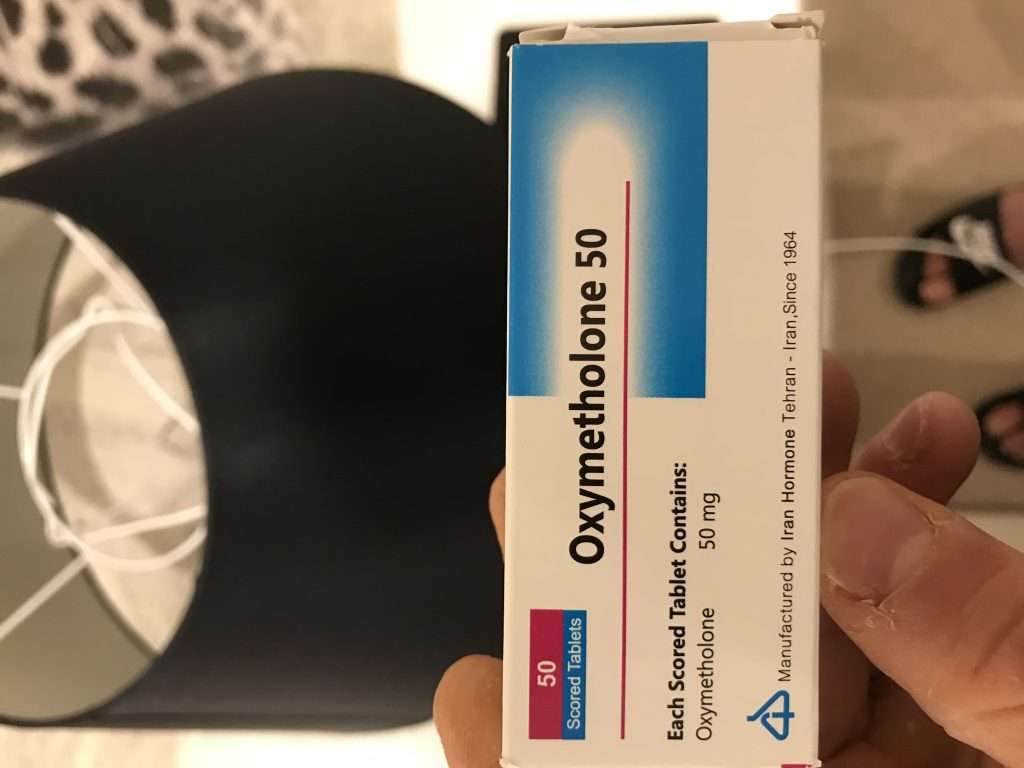 Oxymetholone 50
50
Scored Tablets
Each Scored Tablet Contains:
Oxymetholone 50 mg
Manufactured by Iran Hormone Tehran - Iran,Since 1964